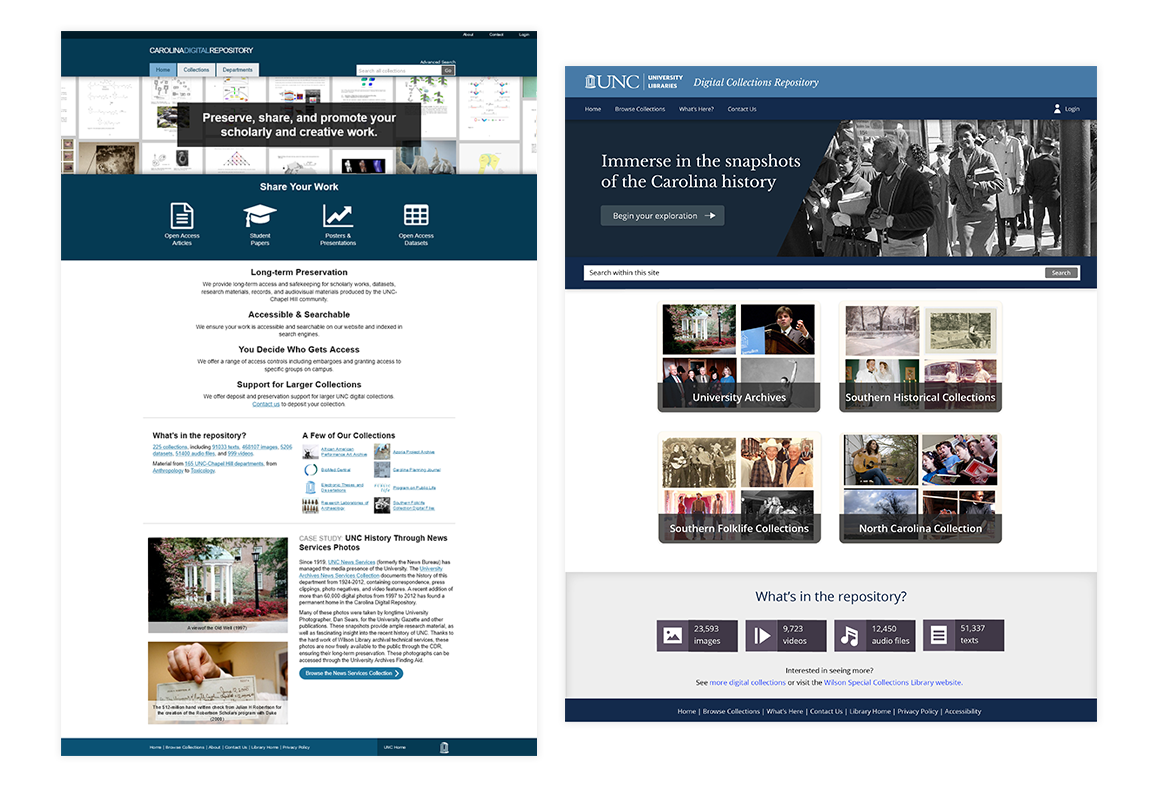 About Contact Login
CAROLINADIGITALREPOSITORY
Advanced Search
Home Collections Departments
Search all collections Go
Preserve, share, and promote your
scholarly and creative work.
Share Your Work
Open Access
Articles
Student
Papers
Posters &
Presentations
Open Access
Datasets
Long-term Preservation
We provide long-term access and safekeeping for scholarly works, datasets,
research materials, records, and audiovisual materials produced by the UNC-
Chapel Hill community.
Accessible & Searchable
We ensure your work is accessible and searchable on our website and indexed in
search engines.
You Decide Who Gets Access
We offer a range of access controls including embargoes and granting access to
specific groups on campus.
Support for Larger Collections
We offer deposit and preservation support for larger UNC digital collections.
Contact us to deposit your collection.
What's in the repository?
225 collections, including 91033 texts, 468107 images, 5206
datasets, 51400 audio files, and 999 videos.
Material from 155 UNC-Chapel Hill departments, from
Anthropology to Toxicology.
A Few of Our Collections
African American
Performance Art Archive
BioMed Central
Electronic Theses and
Dissertations
Research Laboratories of
Archaeology
Carolina Planning Journal
Program on Public Life
Southern Folklife
Collection Digital Files
A view of the Old Well (1997)
The $12-million hand written check from Julian H Robertson for
the creation of the Robertson Scholars program with Duke
(2000)
CASE STUDY: UNC History Through News
Services Photos
Since 1919, UNC News Services (formerly the News Bureau) has
managed the media presence of the University. The University
Archives News Services Collection documents the history of this
department from 1924-2012, containing correspondence, press
clippings, photo negatives, and video features. A recent addition of
more than 60,000 digital photos from 1997 to 2012 has found a
permanent home in the Carolina Digital Repository.
Many of these photos were taken by longtime University
Photographer, Dan Sears, for the University Gazette and other
publications. These snapshots provide ample research material, as
well as fascinating insight into the recent history of UNC. Thanks to
the hard work of Wilson Library archival technical services, these
photos are now freely available to the public through the CDR,
ensuring their long-term preservation. These photographs can be
accessed through the University Archives Finding Aid.
Browse the News Services Collection
Home | Browse Collections | About | Contact Us | Library Home | Privacy Policy
UNC Home
UNC UNIVERSITY
LIBRARIES
Digital Collections Repository
Home Browse Collections What's Here? Contact Us Login
Immerse in the snapshots
of the Carolina history
Begin your exploration
Search within this site Search
University Archives
Southern Historical Collections
Southern Folklife Collections
North Carolina Collection
What's in the repository?
23,593
images
9,723
videos
12,450
audio files
51,337
texts
Interested in seeing more?
See more digital collections or visit the Wilson Special Collections Library website.
Home | Browse Collections | What's Here | Contact Us | Library Home | Privacy Policy | Accessibility